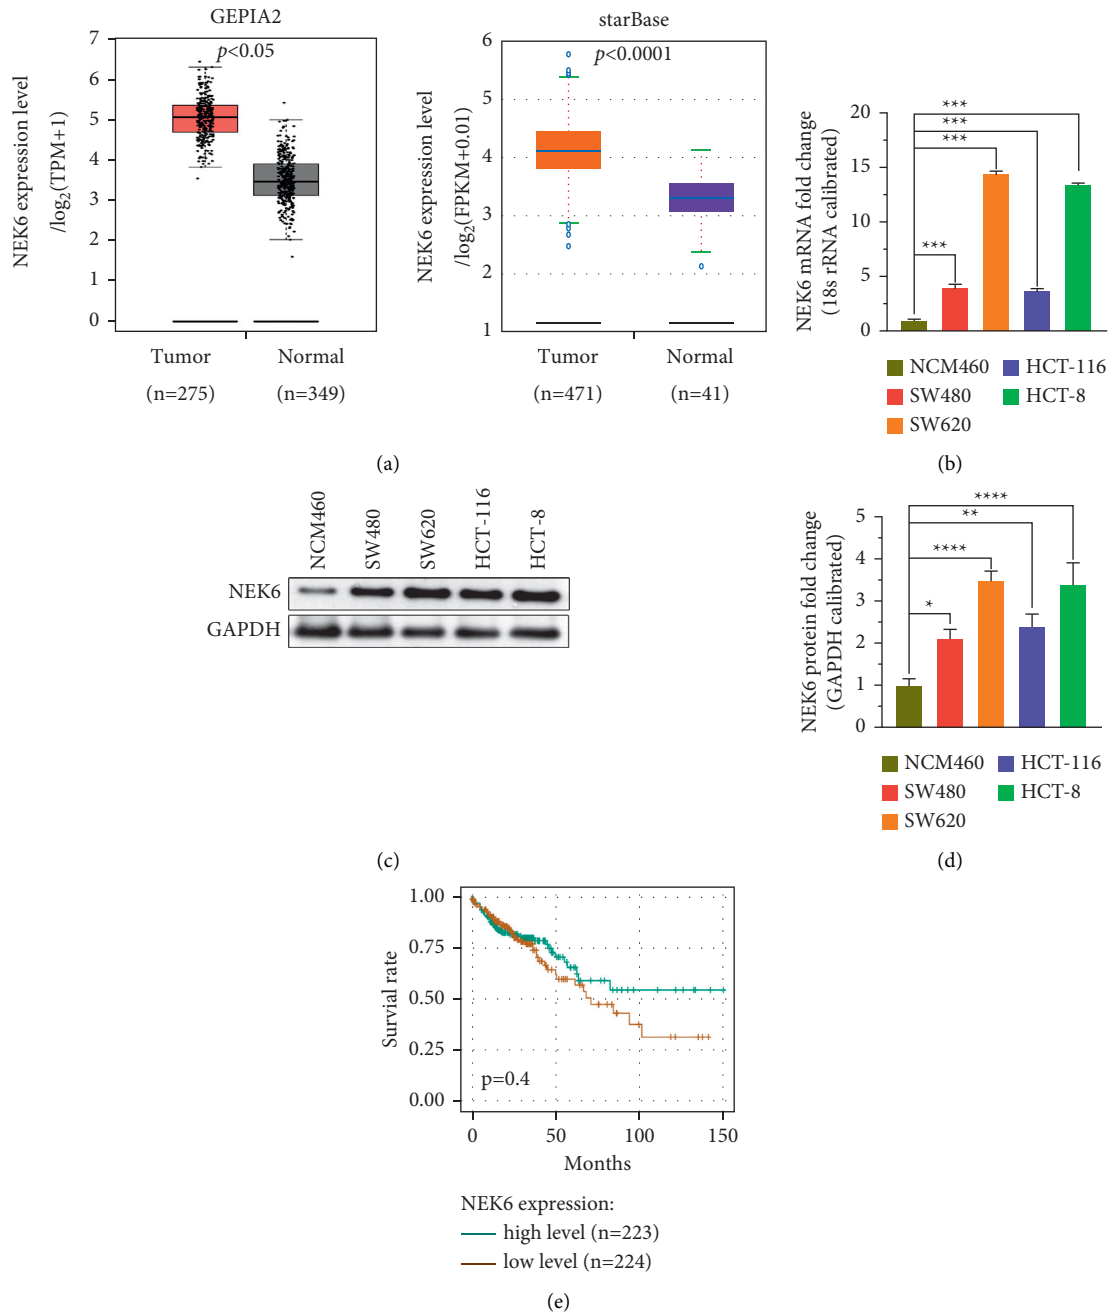 GEPIA2
p<0.05
NEK6 expression level
/log2(TPM+1)
7
6
5
4
3
2
1
0
Tumor
Normal
(n=275)
(n=349)
starBase
p<0.0001
NEK6 expression level
/log2(FPKM+0.01)
6
5
4
3
2
1
Tumor
Normal
(n=471)
(n=41)
(a)
NEK6 mRNA fold change
(18s rRNA calibrated)
20
15
10
5
0
***
***
***
***
NCM460
HCT-116
SW480
HCT-8
SW620
(b)
NCM460
SW480
SW620
HCT-116
HCT-8
NEK6
GAPDH
(c)
NEK6 protein fold change
(GAPDH calibrated)
5
4
3
2
1
0
****
**
****
*
NCM460
HCT-116
SW480
HCT-8
SW620
(d)
Survial rate
1.00
0.75
0.50
0.25
0.00
p=0.4
0
50
100
150
Months
NEK6 expression:
high level (n=223)
low level (n=224)
(e)